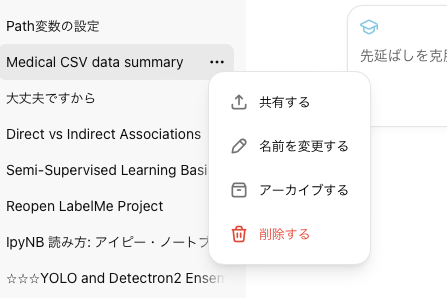 Path変数の設定
Medical CSV data summary
大丈夫ですから
Direct vs Indirect Associations
Semi-Supervised Learning Basi
Reopen LabelMe Project
IpyNB 読み方: アイピー・ノートブ
☆☆☆YOLO and Detectron2 Ensem
共有する
名前を変更する
アーカイブする
削除する
先延ばしを克服